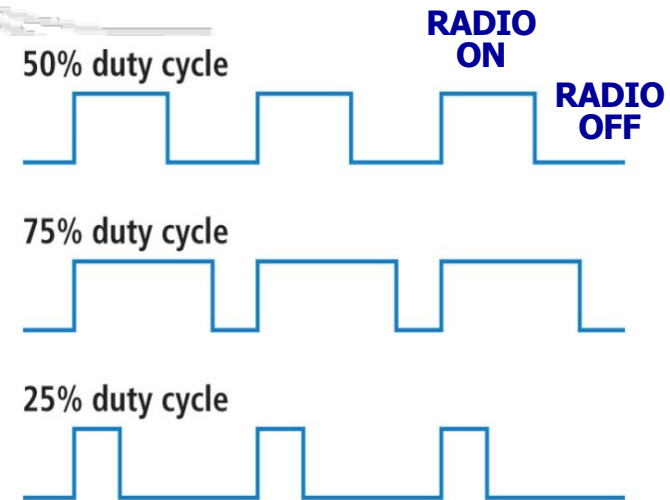 RADIO
ON
50% duty cycle
RADIO
OFF
75% duty cycle
25% duty cycle